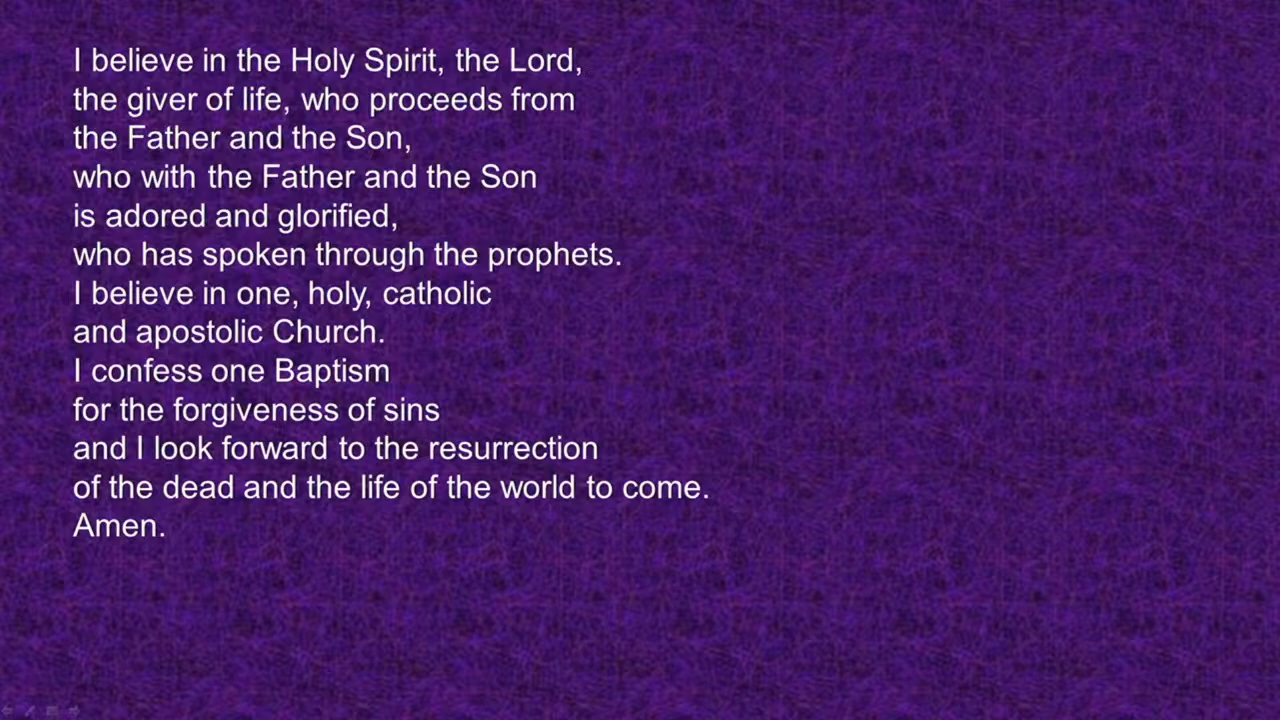 I believe in the Holy Spirit, the Lord,
the giver of life, who proceeds from
the Father and the Son,
who with the Father and the Son
is adored and glorified,
who has spoken through the prophets.
I believe in one, holy, catholic
and apostolic Church.
I confess one Baptism
for the forgiveness of sins
and I look forward to the resurrection
of the dead and the life of the world to come.
Amen.